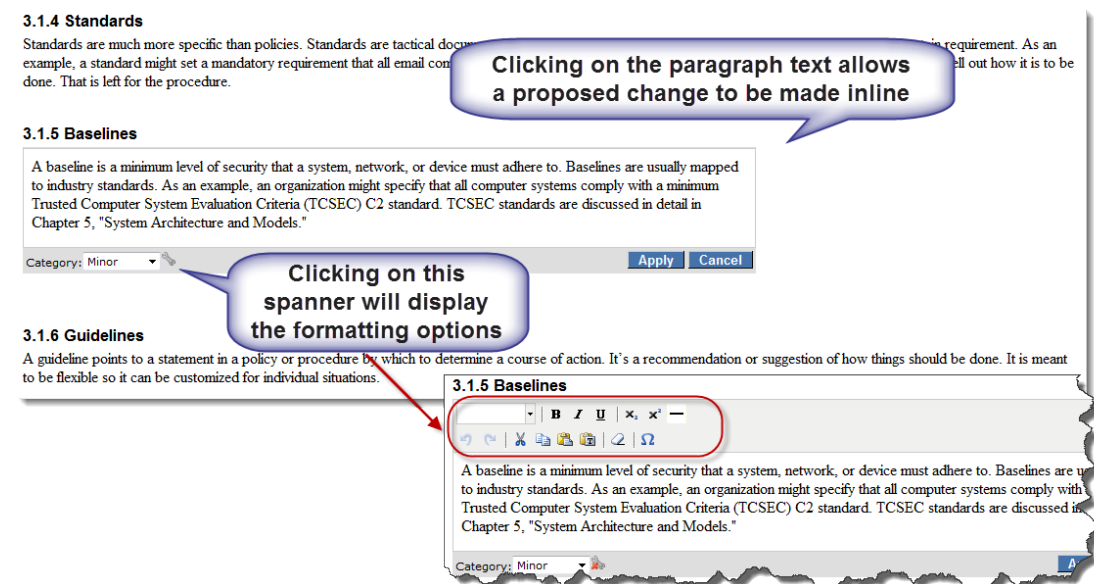 3.1.4 Standards
Standards are much more specific than policies. Standards are tactical requirement. As an
example, a standard might set a mandatory requirement that all email out how it is to be
done. That is left for the procedure.
Clicking on the paragraph text allows
a proposed change to be made inline
3.1.5 Baselines
A baseline is a minimum level of security that a system, network, or device must adhere to. Baselines are usually mapped
to industry standards. As an example, an organization might specify that all computer systems comply with a minimum
Trusted Computer System Evaluation Criteria (TCSEC) C2 standard. TCSEC standards are discussed in detail in
Chapter 5, "System Architecture and Models."
Category: Minor Apply Cancel
Clicking on this
spanner will display
the formatting options
3.1.6 Guidelines
A guideline points to a statement in a policy or procedure by which to determine a course of action. It’s a recommendation or suggestion of how things should be done. It is meant
to be flexible so it can be customized for individual situations.
3.1.5 Baselines
B I U x₂ x²
Ω
A baseline is a minimum level of security that a system, network, or device must adhere to. Baselines are
to industry standards. As an example, an organization might specify that all computer systems comply with
Trusted Computer System Evaluation Criteria (TCSEC) C2 standard. TCSEC standards are discussed
Chapter 5, "System Architecture and Models."
Category: Minor